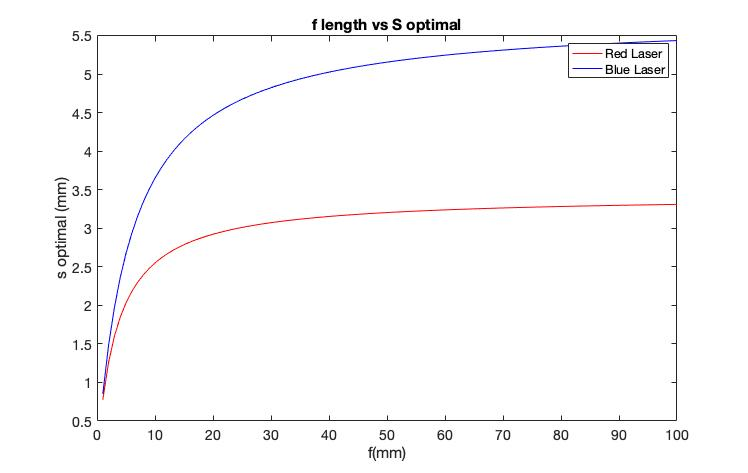 f length vs S optimal
Red Laser
Blue Laser
5.5
5
4.5
4
3.5
3
2.5
2
1.5
1
0.5
s optimal (mm)
0 10 20 30 40 50 60 70 80 90 100
f(mm)